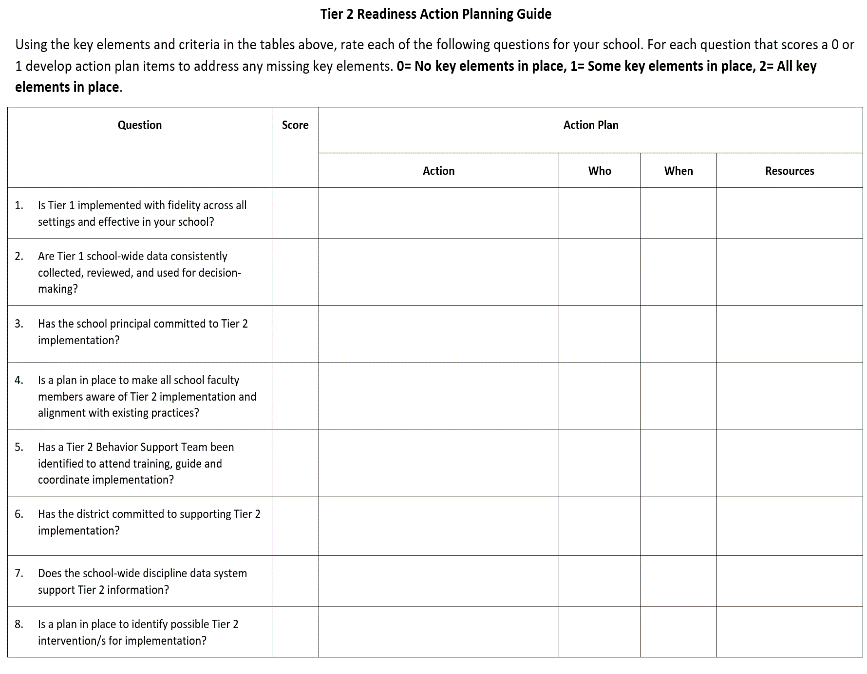 Tier 2 Readiness Action Planning Guide
Using the key elements and criteria in the tables above, rate each of the following questions for your school. For each question that scores a 0 or
1 develop action plan items to address any missing key elements. 0= No key elements in place, 1= Some key elements in place, 2= All key
elements in place.
Question
Score
Action Plan
Action
Who
When
Resources
1. Is Tier 1 implemented with fidelity across all
settings and effective in your school?
2. Are Tier 1 school-wide data consistently
collected, reviewed, and used for decision-
making?
3. Has the school principal committed to Tier 2
implementation?
4. Is a plan in place to make all school faculty
members aware of Tier 2 implementation and
alignment with existing practices?
5. Has a Tier 2 Behavior Support Team been
identified to attend training, guide and
coordinate implementation?
6. Has the district committed to supporting Tier 2
implementation?
7. Does the school-wide discipline data system
support Tier 2 information?
8. Is a plan in place to identify possible Tier 2
intervention/s for implementation?